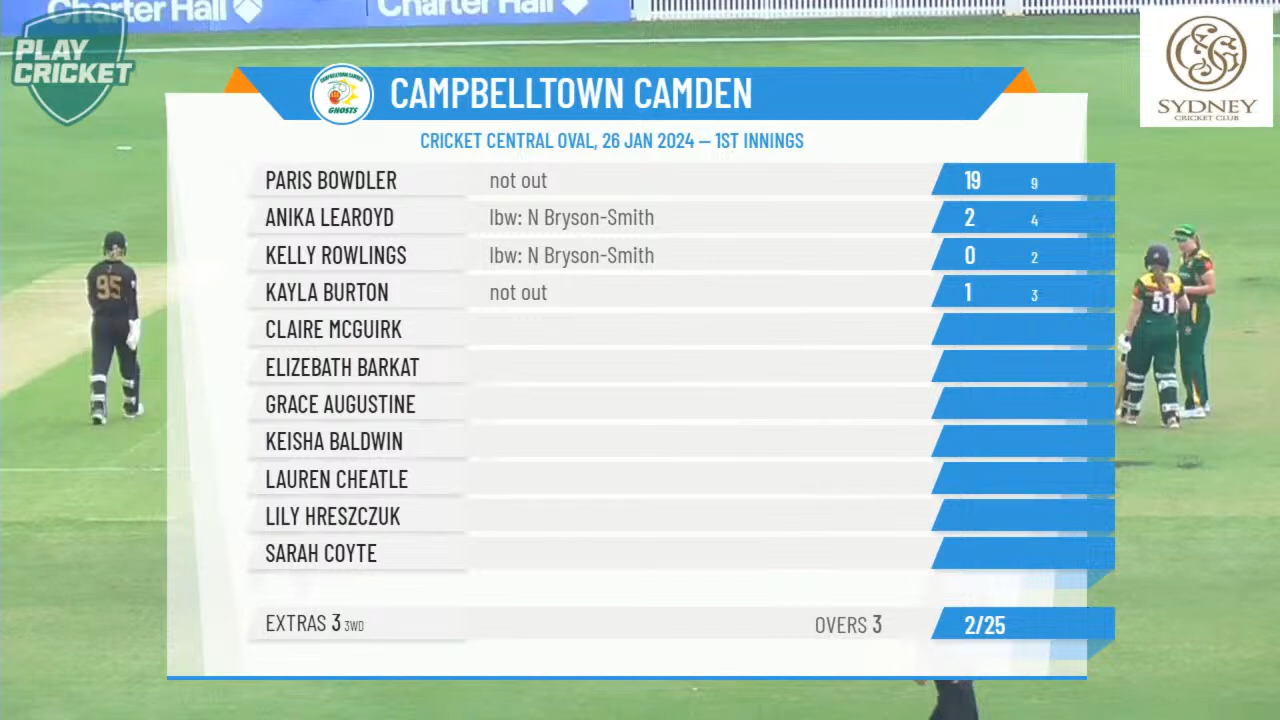 Charter Hall
Charter Hall
PLAY
CRICKET
SYDNEY
CRICKET CLUB
GHOSTS
CAMPBELLTOWN CAMDEN
CRICKET CENTRAL OVAL, 26 JAN 2024 – 1ST INNINGS
PARIS BOWDLER not out 19 9
ANIKA LEAROYD lbw: N Bryson-Smith 2 4
KELLY ROWLINGS lbw: N Bryson-Smith 0 2
KAYLA BURTON not out 1 3
CLAIRE MCGUIRK
ELIZEBATH BARKAT
GRACE AUGUSTINE
KEISHA BALDWIN
LAUREN CHEATLE
LILY HRESZCZUK
SARAH COYTE
EXTRAS 3 3WD OVERS 3 2/25
95
51